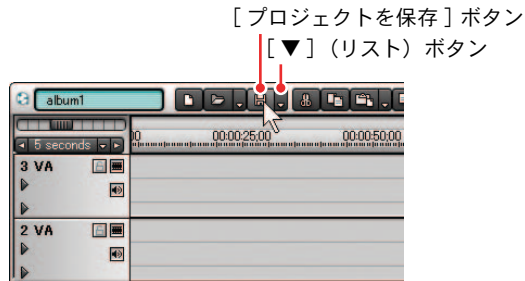 [プロジェクトを保存]ボタン
[▼](リスト)ボタン
album1
00:00:25;00
00:00:50;00
5 seconds
3 VA
2 VA